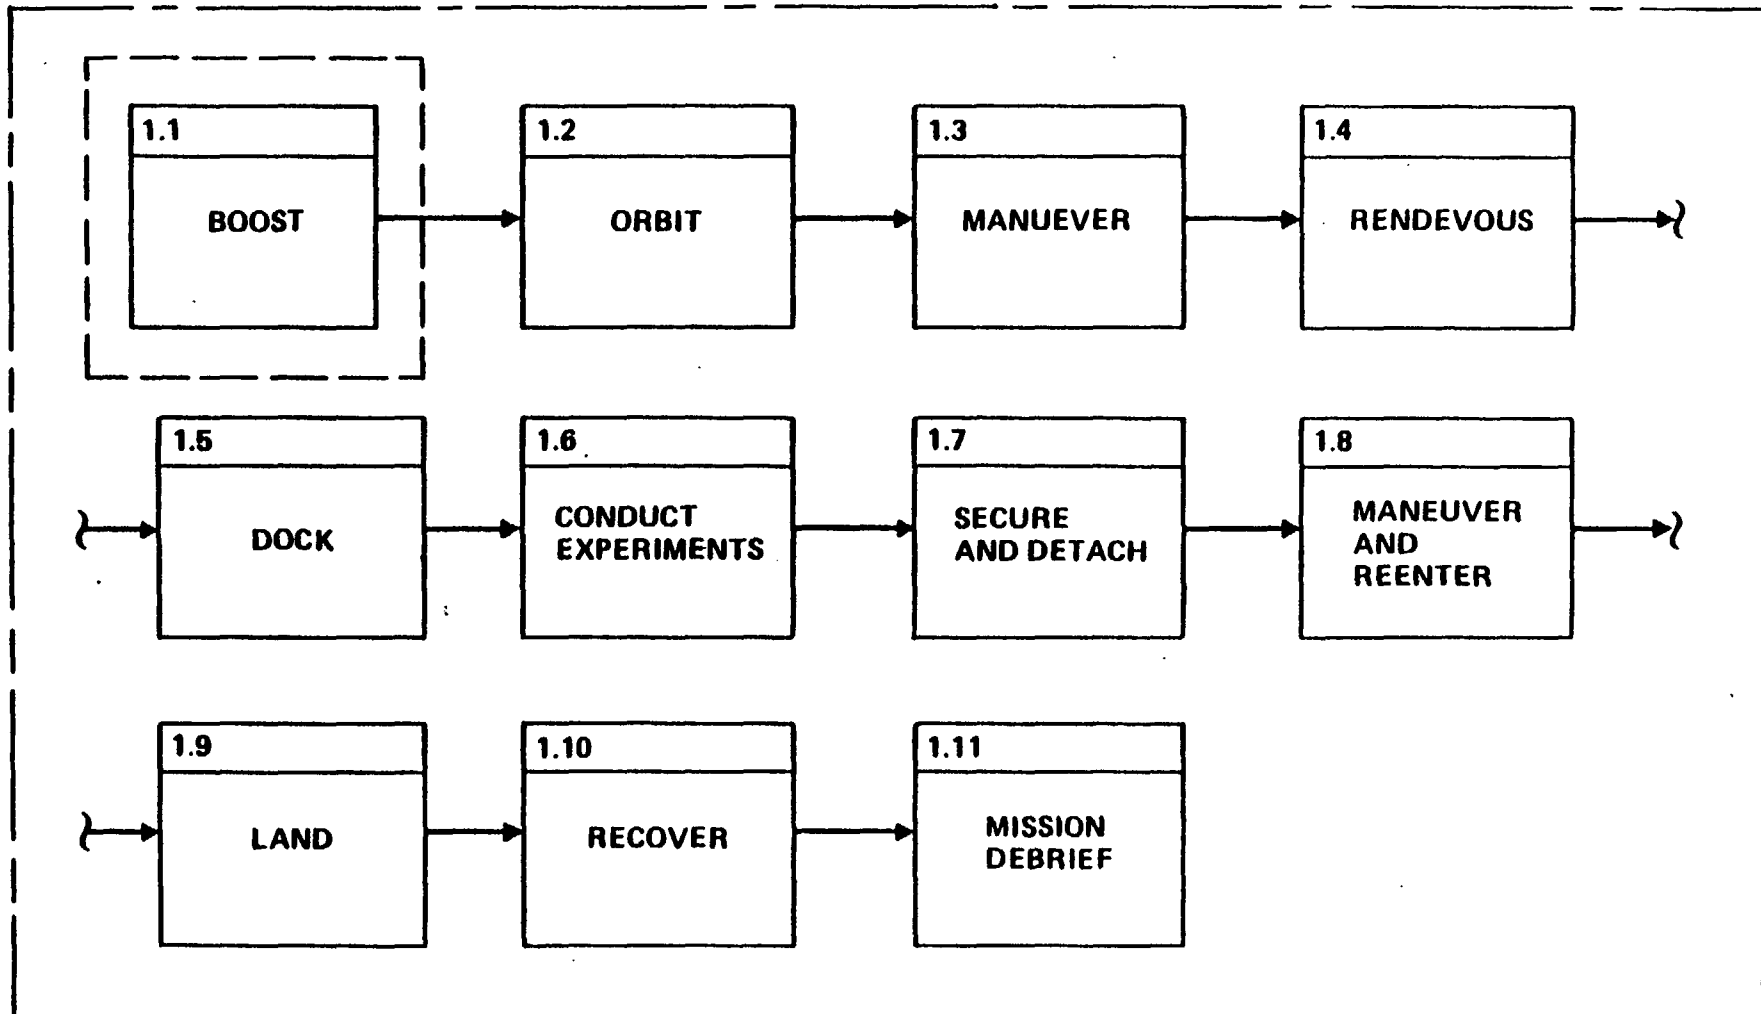 1.1
BOOST
1.2
ORBIT
1.3
MANUEVER
1.4
RENDEVOUS
1.5
DOCK
1.6
CONDUCT
EXPERIMENTS
1.7
SECURE
AND DETACH
1.8
MANEUVER
AND
REENTER
1.9
LAND
1.10
RECOVER
1.11
MISSION
DEBRIEF